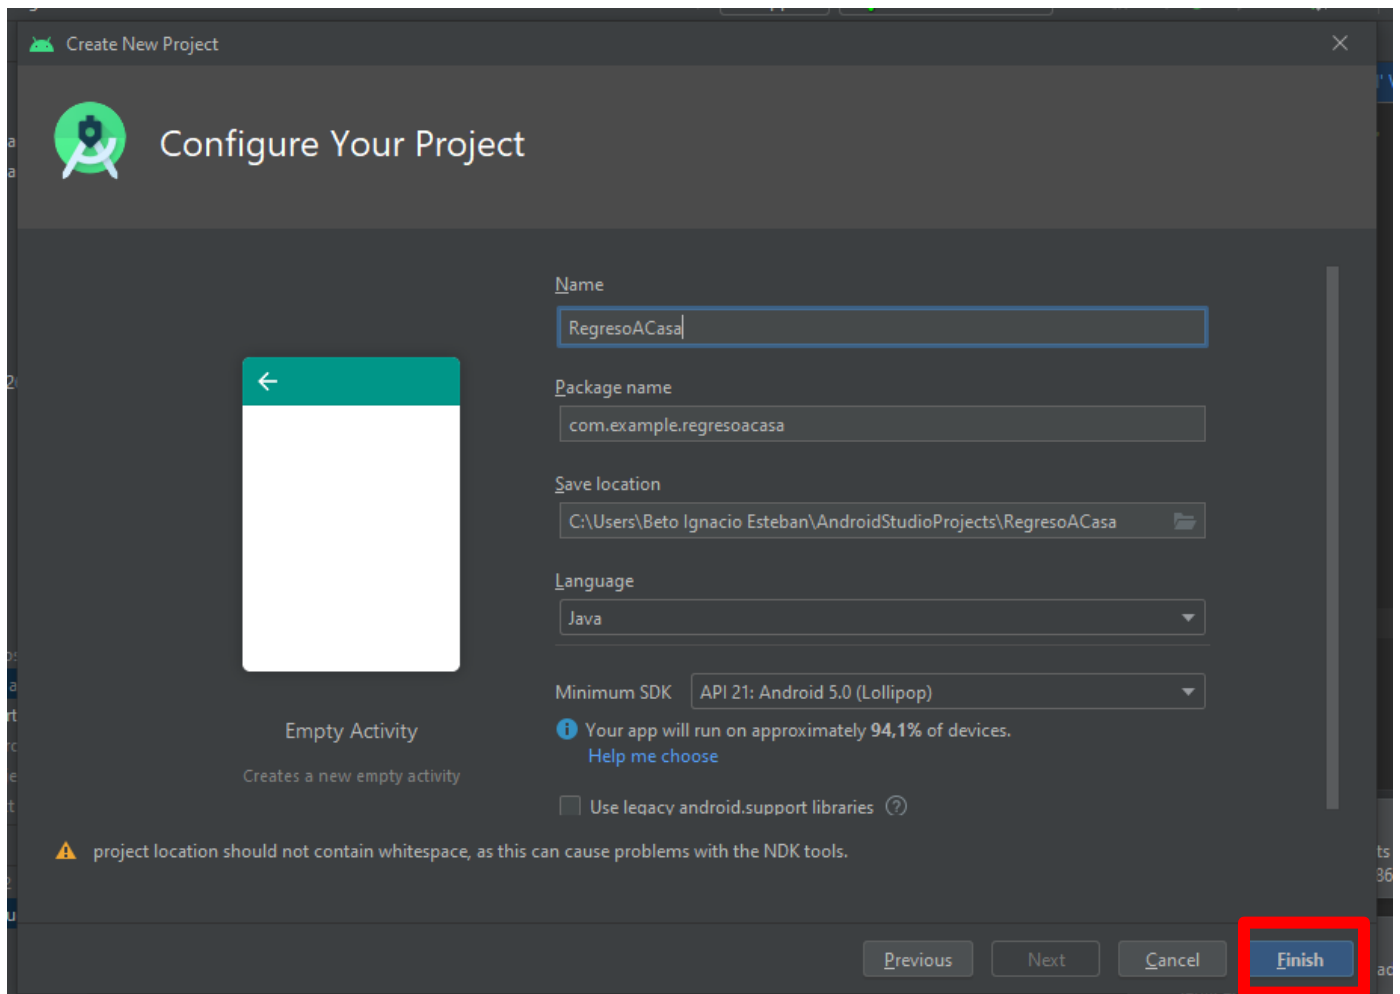 Create New Project
Configure Your Project
Name
RegresoACasa
Package name
com.example.regresoacasa
Save location
C:\Users\Beto Ignacio Esteban\AndroidStudioProjects\RegresoACasa
Language
Java
Minimum SDK API 21: Android 5.0 (Lollipop)
Your app will run on approximately 94,1% of devices.
Help me choose
Use legacy android.support libraries ?
Empty Activity
Creates a new empty activity
project location should not contain whitespace, as this can cause problems with the NDK tools.
Previous Next Cancel Finish